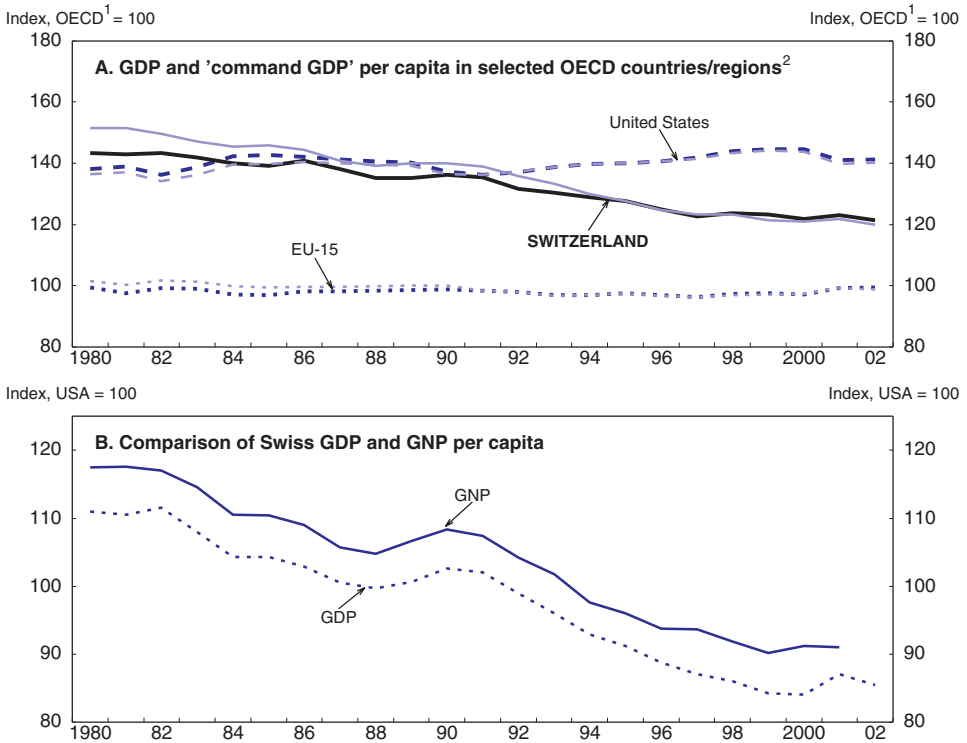 Index, OECD¹ = 100 Index, OECD¹ = 100
180 180
A. GDP and 'command GDP' per capita in selected OECD countries/regions²
160 160
United States
140 140
120 120
SWITZERLAND
EU-15
100 100
80 80
1980 82 84 86 88 90 92 94 96 98 2000 02
Index, USA = 100 Index, USA = 100
B. Comparison of Swiss GDP and GNP per capita
120 120
GNP
110 110
100 100
GDP
90 90
80 80
1980 82 84 86 88 90 92 94 96 98 2000 02